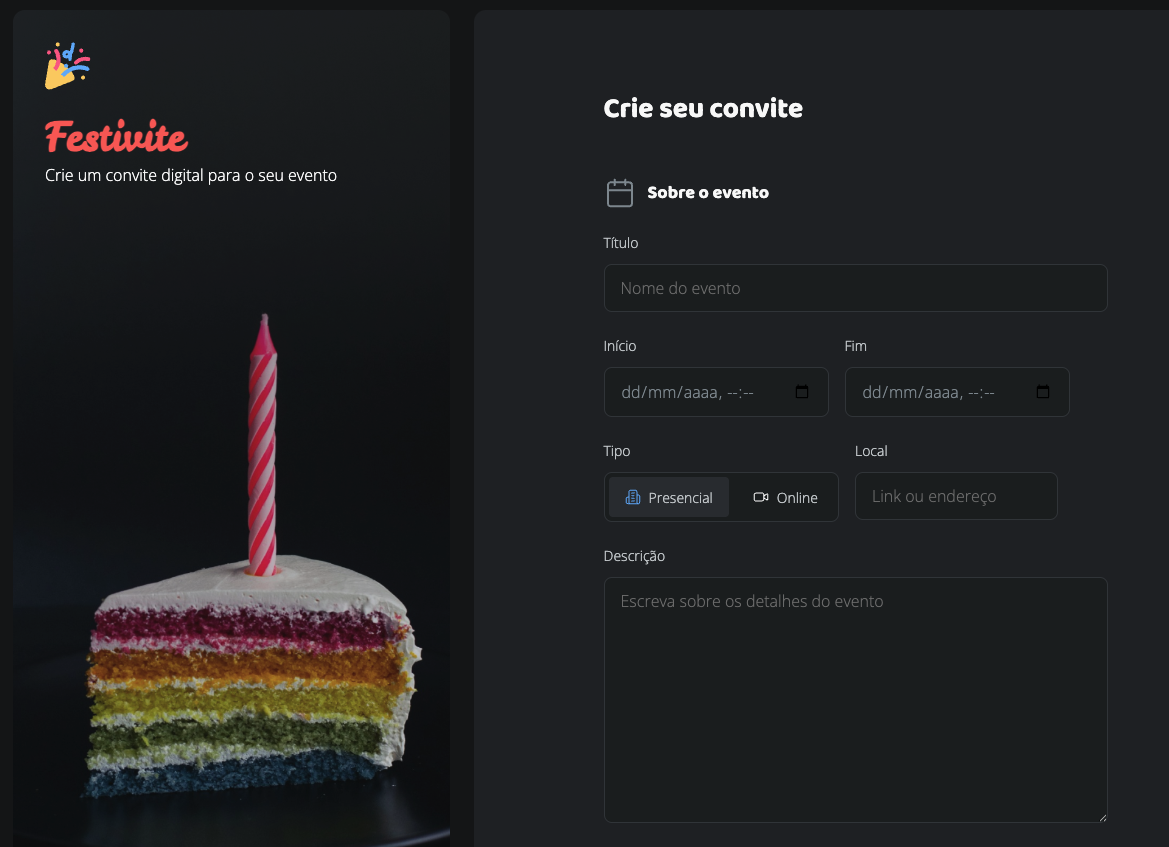 Festivite
Crie um convite digital para o seu evento
Crie seu convite
Sobre o evento
Título
Nome do evento
Início
Fim
dd/mm/aaaa, --:--
dd/mm/aaaa, --:--
Tipo
Local
Presencial
Online
Link ou endereço
Descrição
Escreva sobre os detalhes do evento